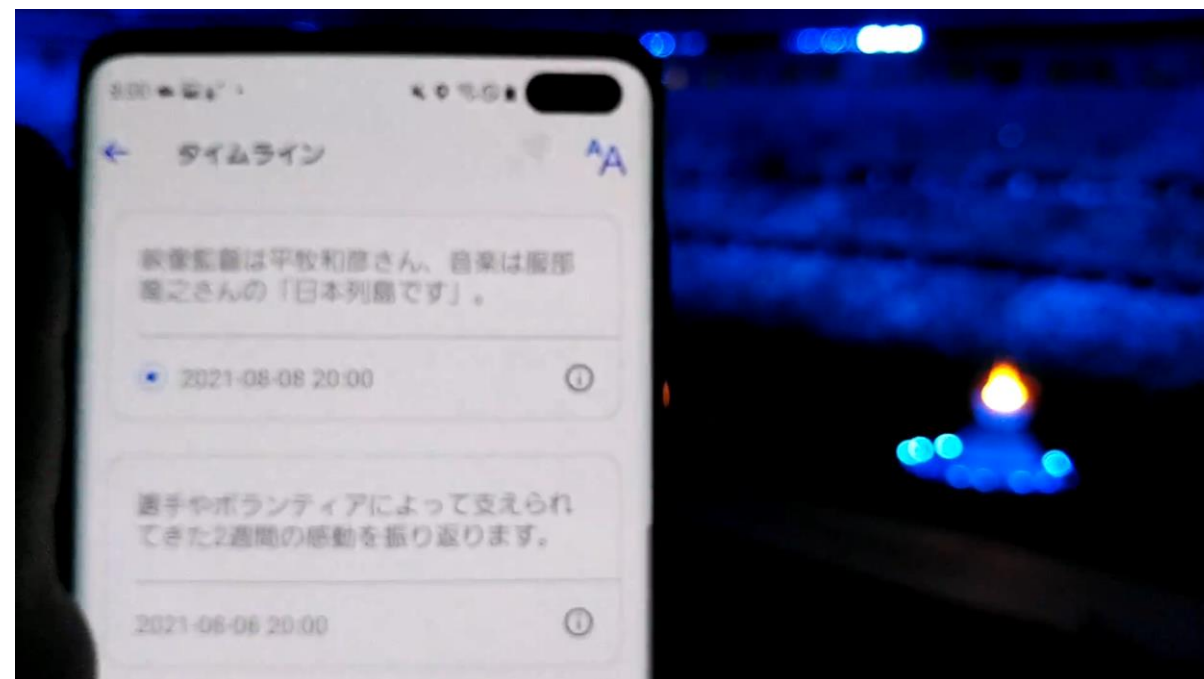 8:00
タイムライン
AA
映像監督は平牧和彦さん、音楽は服部
隆之さんの「日本列島です」。
2021-08-08 20:00
選手やボランティアによって支えられ
てきた2週間の感動を振り返ります。
2021-08-08 20:00